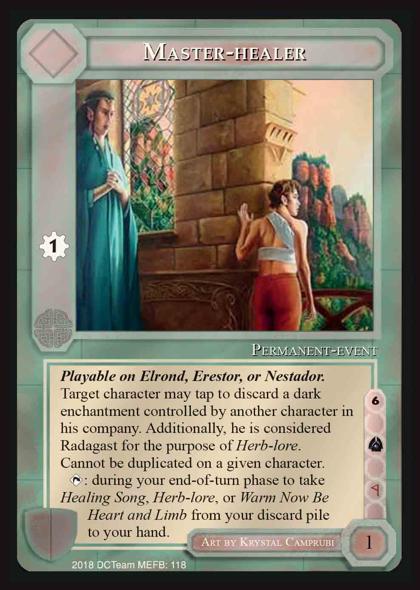 Master-healer
1
Permanent-event
Playable on Elrond, Erestor, or Nestador.
Target character may tap to discard a dark
enchantment controlled by another character in
his company. Additionally, he is considered
Radagast for the purpose of Herb-lore.
Cannot be duplicated on a given character.
: during your end-of-turn phase to take
Healing Song, Herb-lore, or Warm Now Be
Heart and Limb from your discard pile
to your hand.
6
Art by Krystal Camprubi
1
2018 DCTeam MEFB: 118